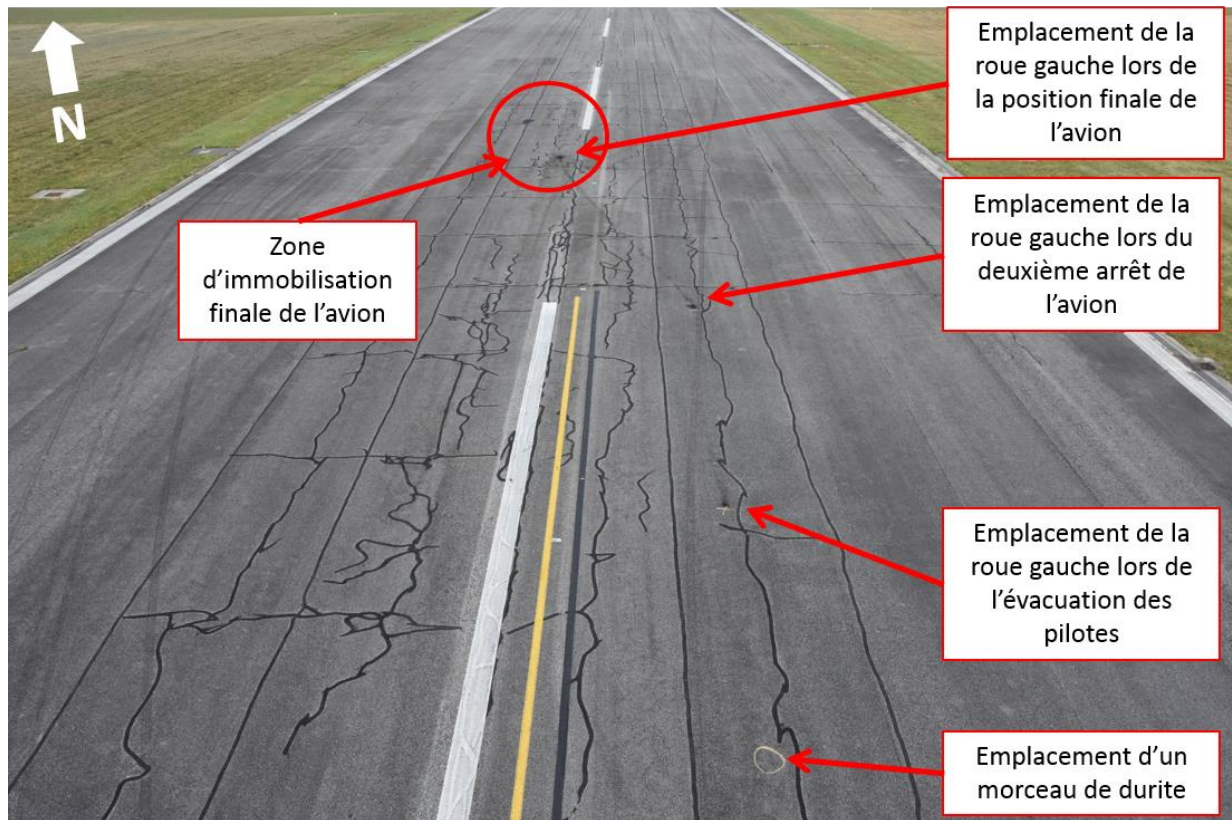 N
Emplacement de la
roue gauche lors de
la position finale de
l’avion
Zone
d’immobilisation
finale de l’avion
Emplacement de la
roue gauche lors du
deuxième arrêt de
l’avion
Emplacement de la
roue gauche lors de
l’évacuation des
pilotes
Emplacement d’un
morceau de durite